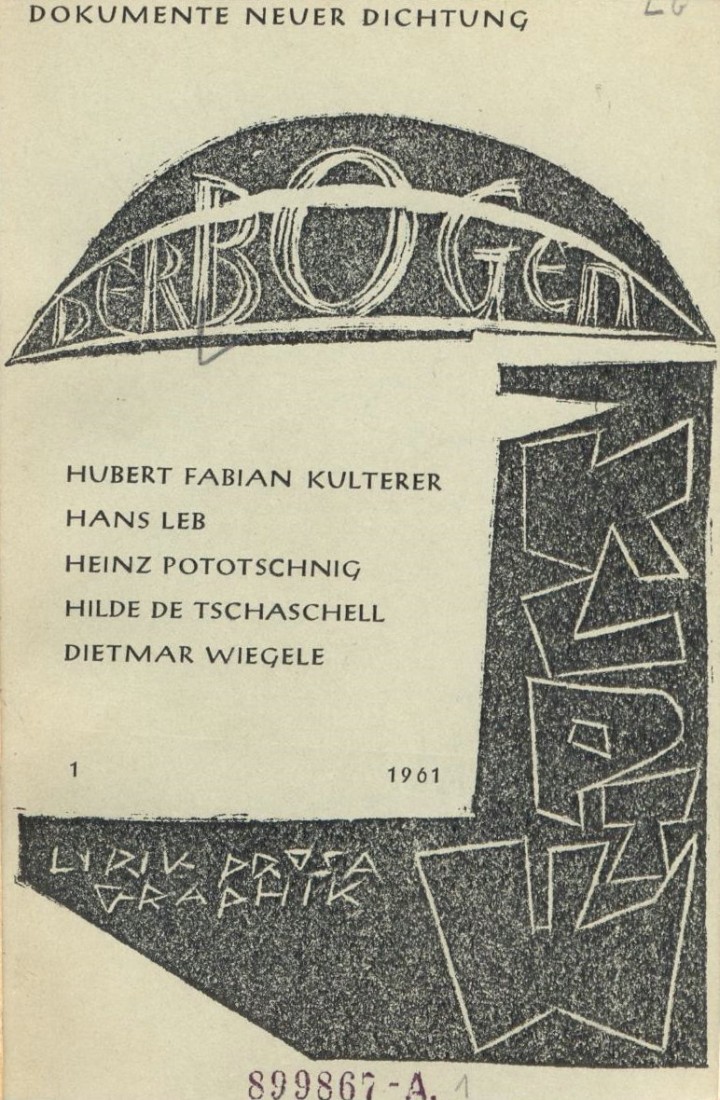 DOKUMENTE NEUER DICHTUNG
DER BOGEN
HUBERT FABIAN KULTERER
HANS LEB
HEINZ POTOTSCHNIG
HILDE DE TSCHASCHELL
DIETMAR WIEGELE
1 1961
LYRIK PROSA
GRAPHIK
899867-A. 1